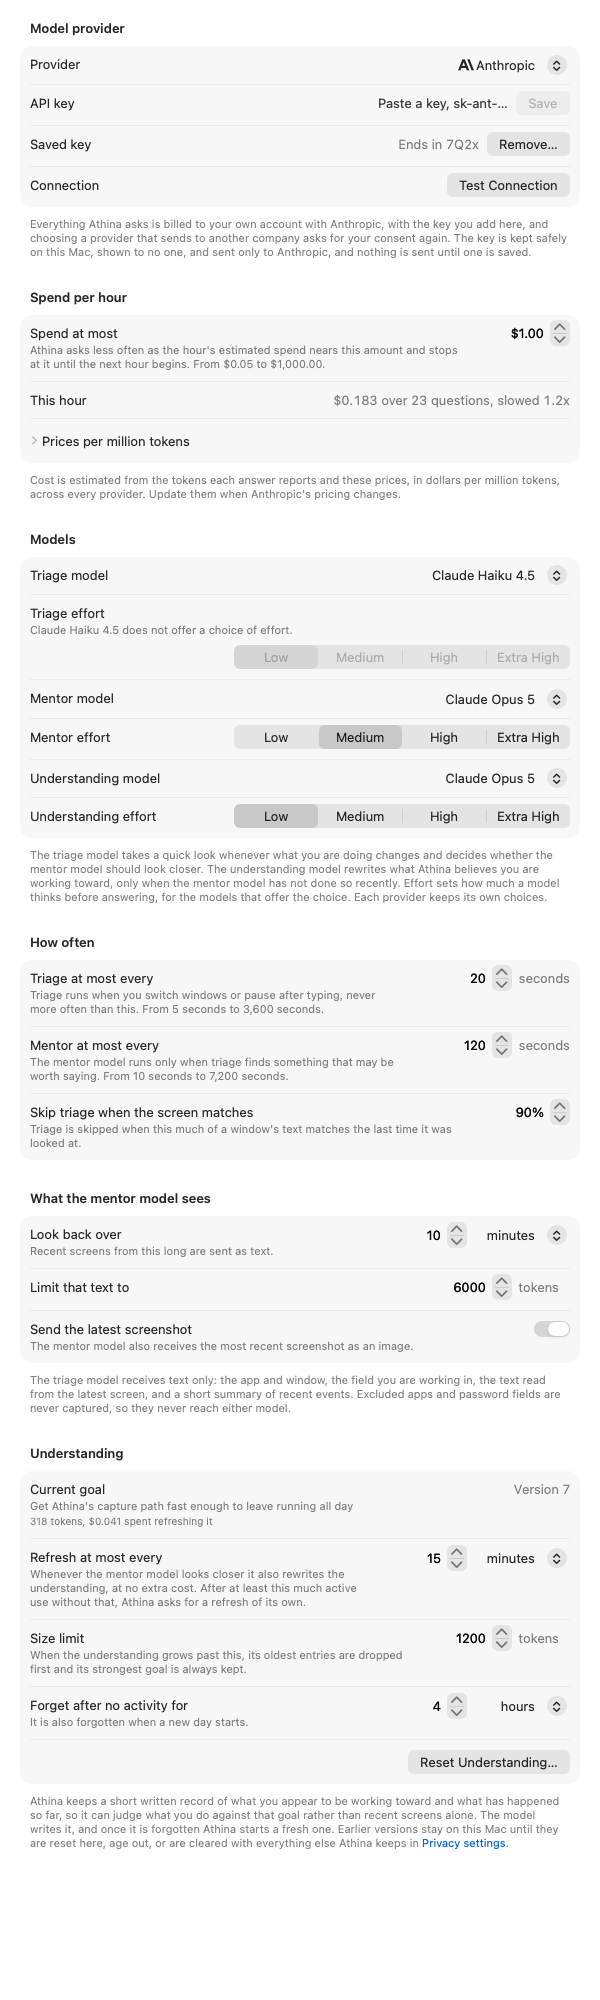 Model provider
Provider
Anthropic
API key
Paste a key, sk-ant-...
Save
Saved key
Ends in 7Q2x
Remove...
Connection
Test Connection
Everything Athina asks is billed to your own account with Anthropic, with the key you add here, and
choosing a provider that sends to another company asks for your consent again. The key is kept safely
on this Mac, shown to no one, and sent only to Anthropic, and nothing is sent until one is saved.
Spend per hour
Spend at most
$1.00
Athina asks less often as the hour's estimated spend nears this amount and stops
at it until the next hour begins. From $0.05 to $1,000.00.
This hour
$0.183 over 23 questions, slowed 1.2x
Prices per million tokens
Cost is estimated from the tokens each answer reports and these prices, in dollars per million tokens,
across every provider. Update them when Anthropic's pricing changes.
Models
Triage model
Claude Haiku 4.5
Triage effort
Claude Haiku 4.5 does not offer a choice of effort.
Low Medium High Extra High
Mentor model
Claude Opus 5
Mentor effort
Low Medium High Extra High
Understanding model
Claude Opus 5
Understanding effort
Low Medium High Extra High
The triage model takes a quick look whenever what you are doing changes and decides whether the
mentor model should look closer. The understanding model rewrites what Athina believes you are
working toward, only when the mentor model has not done so recently. Effort sets how much a model
thinks before answering, for the models that offer the choice. Each provider keeps its own choices.
How often
Triage at most every
20 seconds
Triage runs when you switch windows or pause after typing, never
more often than this. From 5 seconds to 3,600 seconds.
Mentor at most every
120 seconds
The mentor model runs only when triage finds something that may be
worth saying. From 10 seconds to 7,200 seconds.
Skip triage when the screen matches
90%
Triage is skipped when this much of a window's text matches the last time it was
looked at.
What the mentor model sees
Look back over
10 minutes
Recent screens from this long are sent as text.
Limit that text to
6000 tokens
Send the latest screenshot
The mentor model also receives the most recent screenshot as an image.
The triage model receives text only: the app and window, the field you are working in, the text read
from the latest screen, and a short summary of recent events. Excluded apps and password fields are
never captured, so they never reach either model.
Understanding
Current goal
Version 7
Get Athina's capture path fast enough to leave running all day
318 tokens, $0.041 spent refreshing it
Refresh at most every
15 minutes
Whenever the mentor model looks closer it also rewrites the
understanding, at no extra cost. After at least this much active
use without that, Athina asks for a refresh of its own.
Size limit
1200 tokens
When the understanding grows past this, its oldest entries are dropped
first and its strongest goal is always kept.
Forget after no activity for
4 hours
It is also forgotten when a new day starts.
Reset Understanding...
Athina keeps a short written record of what you appear to be working toward and what has happened
so far, so it can judge what you do against that goal rather than recent screens alone. The model
writes it, and once it is forgotten Athina starts a fresh one. Earlier versions stay on this Mac until they
are reset here, age out, or are cleared with everything else Athina keeps in Privacy settings.